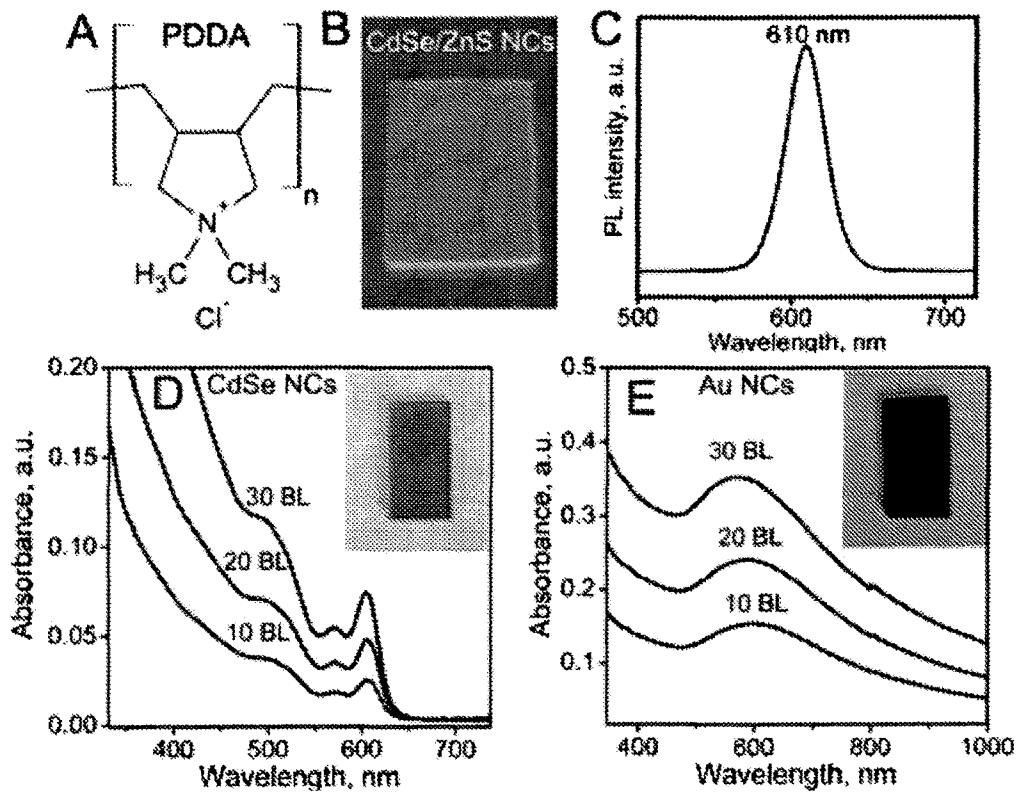 A
PDDA
n
N+
H3C
CH3
Cl-
B
CdSe/ZnS NCs
C
610 nm
PL intensity, a.u.
500
600
700
Wavelength, nm
D
CdSe NCs
0.20
0.15
0.10
0.05
0.00
Absorbance, a.u.
30 BL
20 BL
10 BL
400
500
600
700
Wavelength, nm
E
Au NCs
0.5
0.4
0.3
0.2
0.1
Absorbance, a.u.
30 BL
20 BL
10 BL
400
600
800
1000
Wavelength, nm